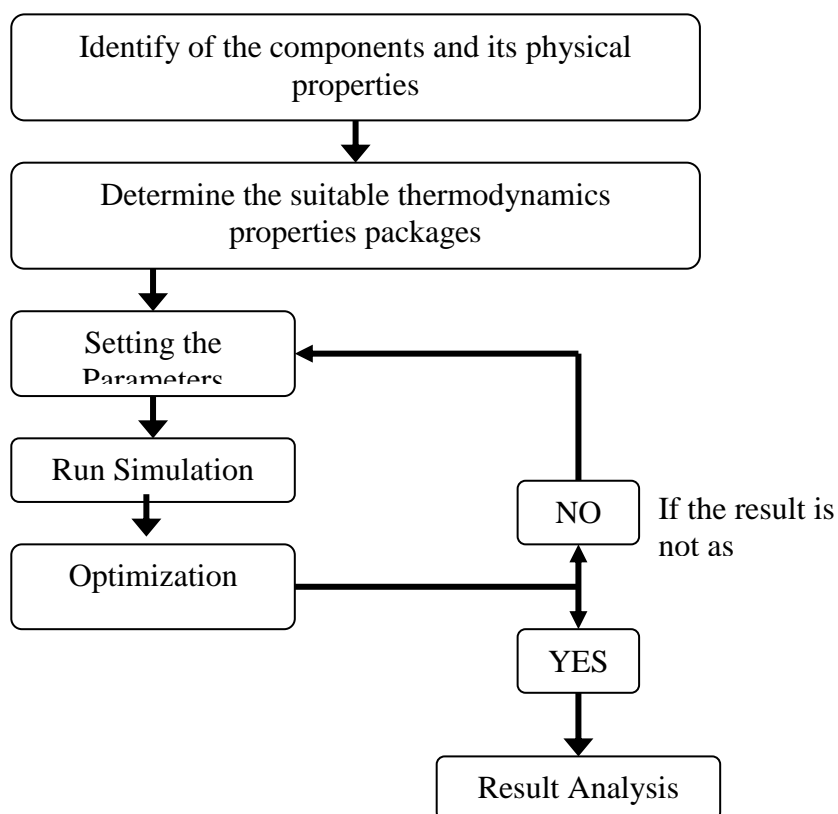 Identify of the components and its physical
properties
Determine the suitable thermodynamics
properties packages
Setting the
Parameters
Run Simulation
Optimization
NO
If the result is
not as
YES
Result Analysis